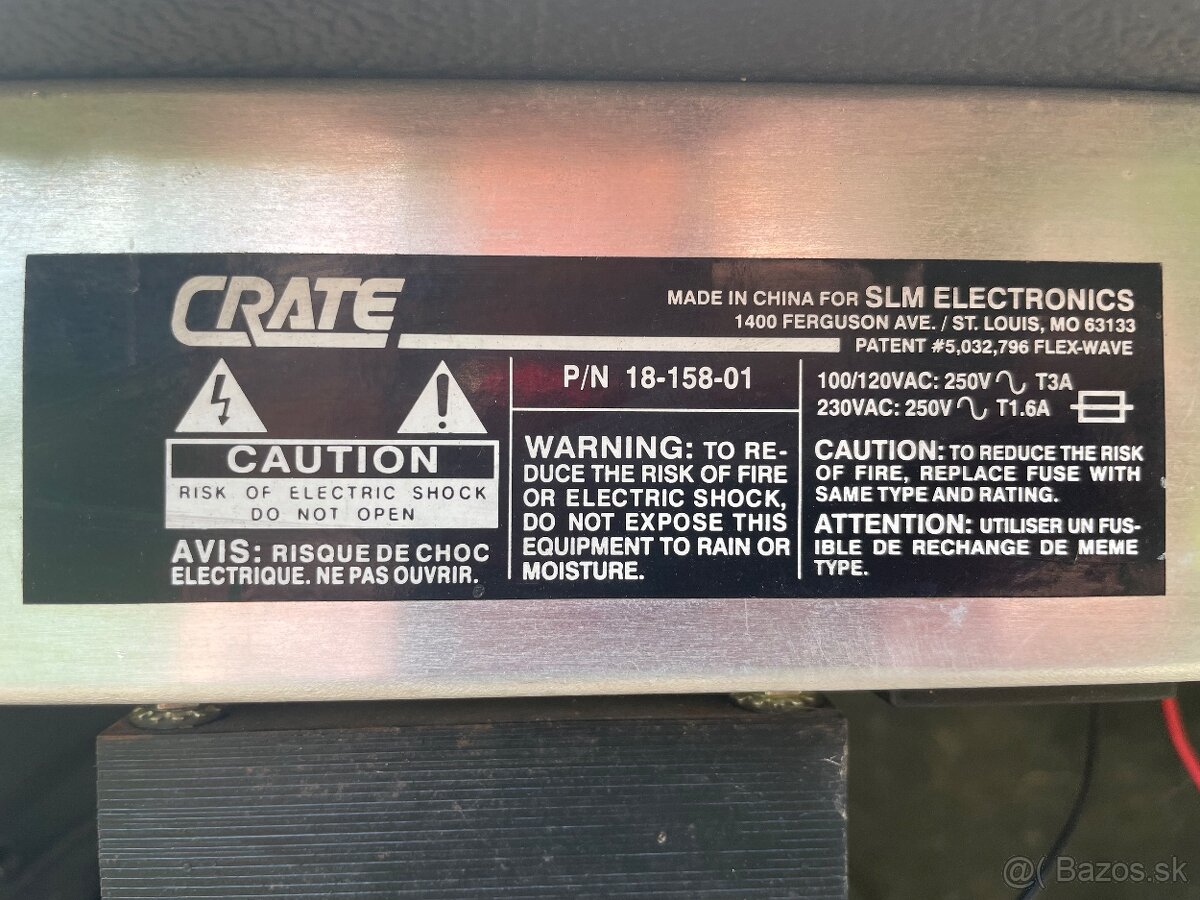 CRATE
MADE IN CHINA FOR SLM ELECTRONICS
1400 FERGUSON AVE. / ST. LOUIS, MO 63133
PATENT #5,032,796 FLEX-WAVE
CAUTION
RISK OF ELECTRIC SHOCK
DO NOT OPEN
AVIS: RISQUE DE CHOC
ELECTRIQUE. NE PAS OUVRIR.
P/N 18-158-01
WARNING: TO RE-
DUCE THE RISK OF FIRE
OR ELECTRIC SHOCK,
DO NOT EXPOSE THIS
EQUIPMENT TO RAIN OR
MOISTURE.
100/120VAC: 250V T3A
230VAC: 250V T1.6A
CAUTION: TO REDUCE THE RISK
OF FIRE, REPLACE FUSE WITH
SAME TYPE AND RATING.
ATTENTION: UTILISER UN FUS-
IBLE DE RECHANGE DE MEME
TYPE.
@( Bazos.sk